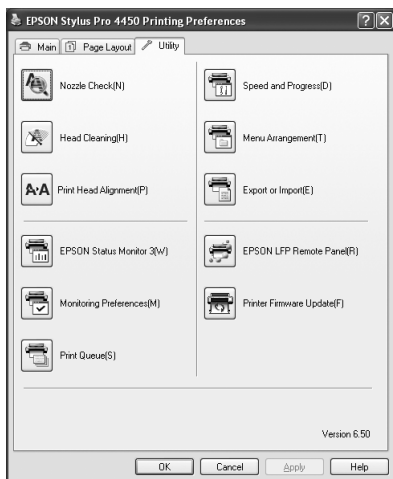 EPSON Stylus Pro 4450 Printing Preferences
Main Page Layout Utility
Nozzle Check(N)
Head Cleaning(H)
A·A Print Head Alignment(P)
EPSON Status Monitor 3(W)
Monitoring Preferences(M)
Print Queue(S)
Speed and Progress(D)
Menu Arrangement(T)
Export or Import(E)
EPSON LFP Remote Panel(R)
Printer Firmware Update(F)
Version 6.50
OK Cancel Apply Help